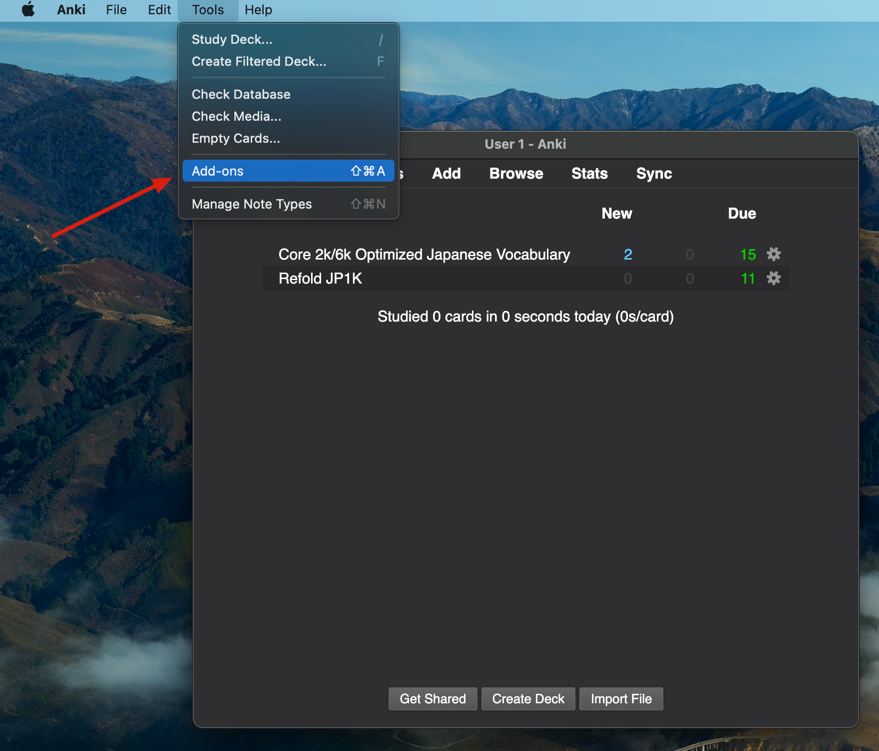 Anki File Edit Tools Help
Study Deck... /
Create Filtered Deck... F
Check Database
Check Media...
Empty Cards...
Add-ons ⇧⌘A
Manage Note Types ⇧⌘N
User 1 - Anki
Add Browse Stats Sync
New Due
Core 2k/6k Optimized Japanese Vocabulary 2 0 15
Refold JP1K 0 0 11
Studied 0 cards in 0 seconds today (0s/card)
Get Shared Create Deck Import File